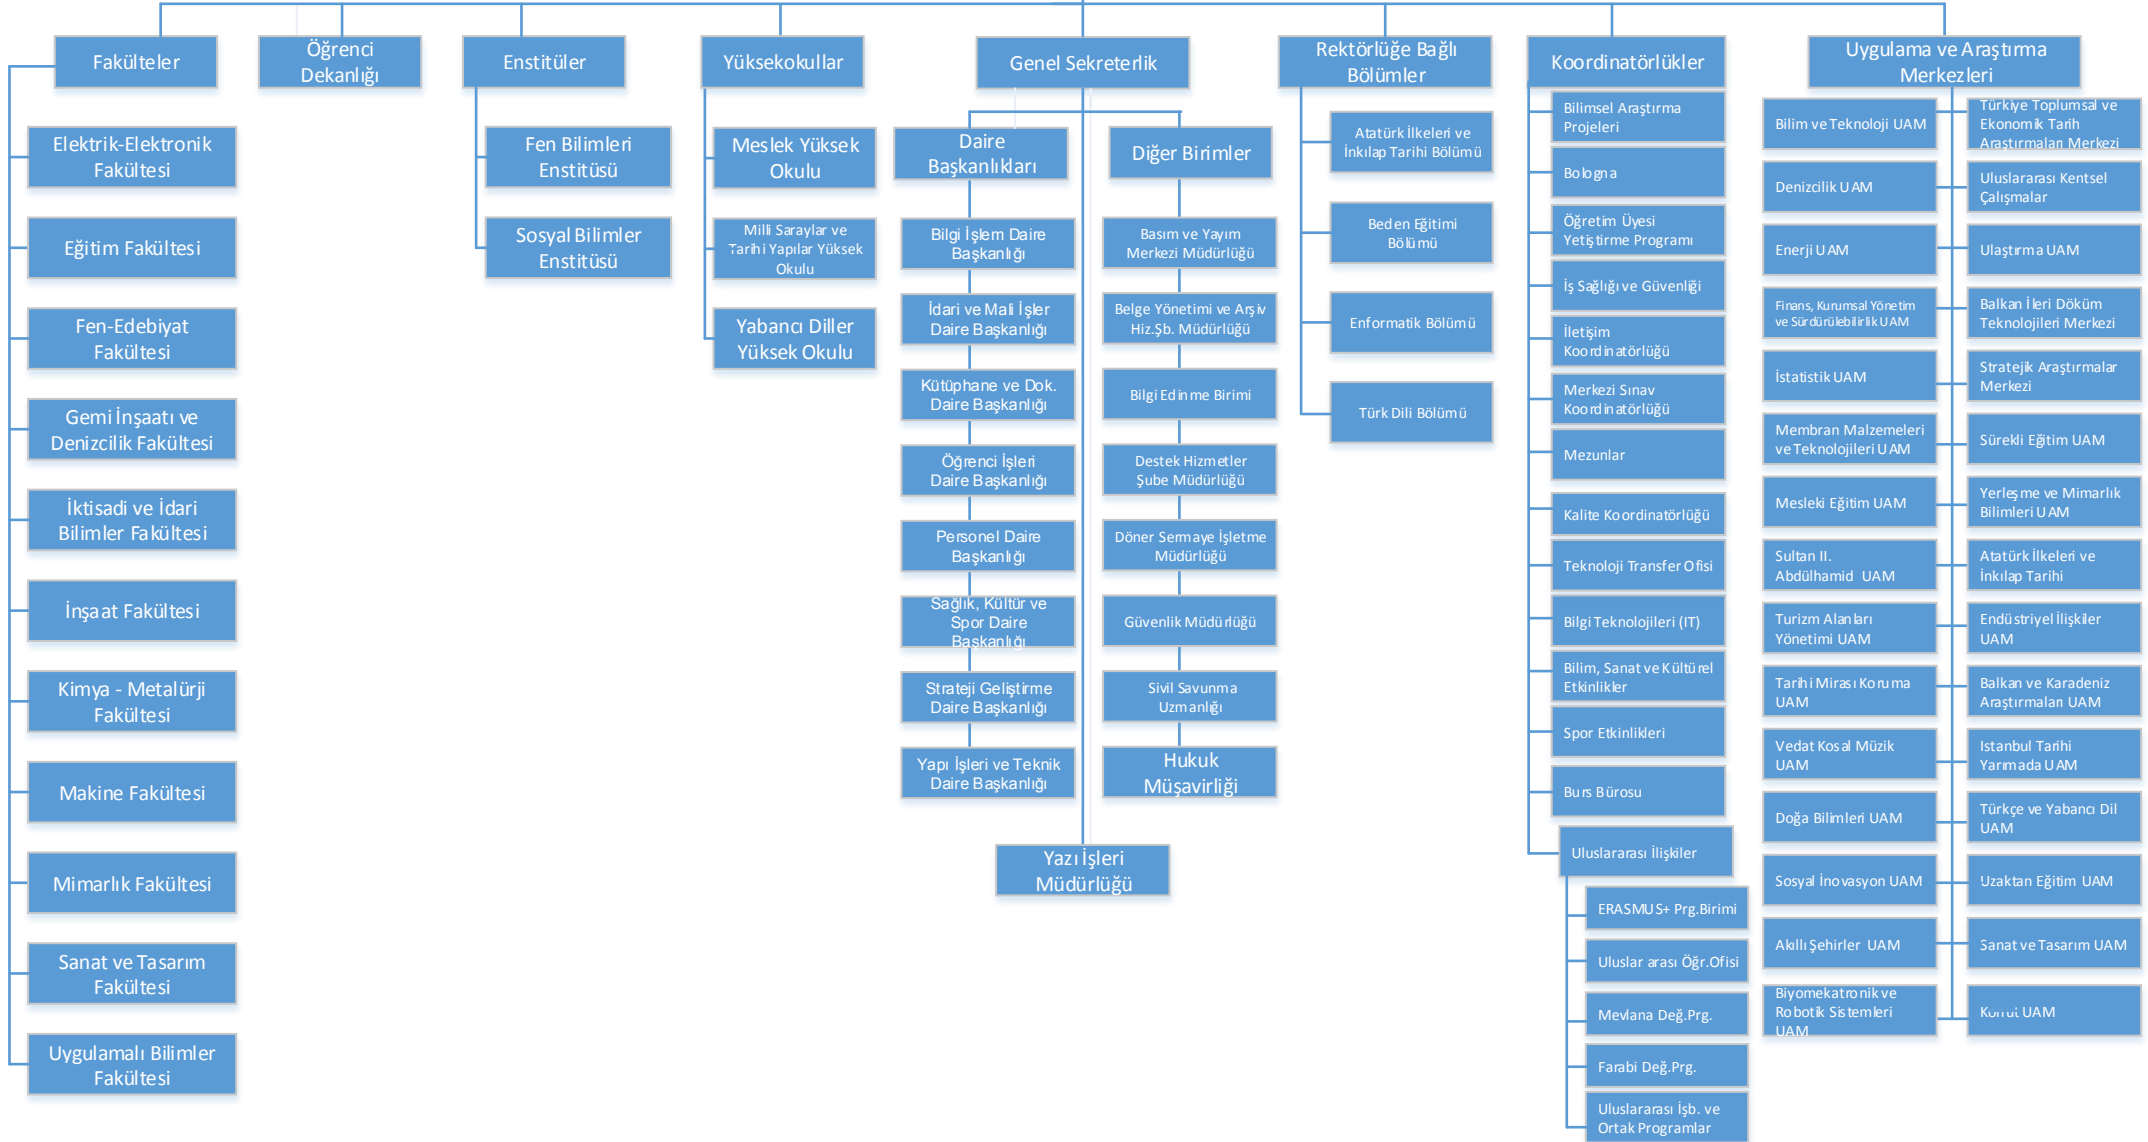 Fakülteler
Elektrik-Elektronik
Fakültesi
Eğitim Fakültesi
Fen-Edebiyat
Fakültesi
Gemi İnşaatı ve
Denizcilik Fakültesi
İktisadi ve İdari
Bilimler Fakültesi
İnşaat Fakültesi
Kimya - Metalürji
Fakültesi
Makine Fakültesi
Mimarlık Fakültesi
Sanat ve Tasarım
Fakültesi
Uygulamalı Bilimler
Fakültesi
Öğrenci
Dekanlığı
Enstitüler
Fen Bilimleri
Enstitüsü
Sosyal Bilimler
Enstitüsü
Yüksekokullar
Meslek Yüksek
Okulu
Milli Saraylar ve
Tarihi Yapılar Yüksek
Okulu
Yabancı Diller
Yüksek Okulu
Genel Sekreterlik
Daire
Başkanlıkları
Bilgi İşlem Daire
Başkanlığı
İdari ve Mali İşler
Daire Başkanlığı
Kütüphane ve Dok.
Daire Başkanlığı
Öğrenci İşleri
Daire Başkanlığı
Personel Daire
Başkanlığı
Sağlık, Kültür ve
Spor Daire
Başkanlığı
Strateji Geliştirme
Daire Başkanlığı
Yapı İşleri ve Teknik
Daire Başkanlığı
Diğer Birimler
Basım ve Yayım
Merkezi Müdürlüğü
Belge Yönetimi ve Arşiv
Hiz.Şb. Müdürlüğü
Bilgi Edinme Birimi
Destek Hizmetler
Şube Müdürlüğü
Döner Sermaye İşletme
Müdürlüğü
Güvenlik Müdürlüğü
Sivil Savunma
Uzmanlığı
Hukuk
Müşavirliği
Yazı İşleri
Müdürlüğü
Rektörlüğe Bağlı
Bölümler
Atatürk İlkeleri ve
İnkılap Tarihi Bölümü
Beden Eğitimi
Bölümü
Enformatik Bölümü
Türk Dili Bölümü
Koordinatörlükler
Bilimsel Araştırma
Projeleri
Bologna
Öğretim Üyesi
Yetiştirme Programı
İş Sağlığı ve Güvenliği
İletişim
Koordinatörlüğü
Merkezi Sınav
Koordinatörlüğü
Mezunlar
Kalite Koordinatörlüğü
Teknoloji Transfer Ofisi
Bilgi Teknolojileri (IT)
Bilim, Sanat ve Kültürel
Etkinlikler
Spor Etkinlikleri
Burs Bürosu
Uluslararası İlişkiler
ERASMUS+ Prg.Birimi
Uluslar arası Öğr.Ofisi
Mevlana Değ.Prg.
Farabi Değ.Prg.
Uluslararası İşb. ve
Ortak Programlar
Uygulama ve Araştırma
Merkezleri
Bilim ve Teknoloji UAM
Denizcilik UAM
Enerji UAM
Finans, Kurumsal Yönetim
ve Sürdürülebilirlik UAM
İstatistik UAM
Membran Malzemeleri
ve Teknolojileri UAM
Mesleki Eğitim UAM
Sultan II.
Abdülhamid UAM
Turizm Alanları
Yönetimi UAM
Tarihi Mirası Koruma
UAM
Vedat Kosal Müzik
UAM
Doğa Bilimleri UAM
Sosyal İnovasyon UAM
Akıllı Şehirler UAM
Biyomekatronik ve
Robotik Sistemleri
UAM
Türkiye Toplumsal ve
Ekonomik Tarih
Araştırmaları Merkezi
Uluslararası Kentsel
Çalışmalar
Ulaştırma UAM
Balkan İleri Döküm
Teknolojileri Merkezi
Stratejik Araştırmalar
Merkezi
Sürekli Eğitim UAM
Yerleşme ve Mimarlık
Bilimleri UAM
Atatürk İlkeleri ve
İnkılap Tarihi
Endüstriyel İlişkiler
UAM
Balkan ve Karadeniz
Araştırmaları UAM
Istanbul Tarihi
Yarımada UAM
Türkçe ve Yabancı Dil
UAM
Uzaktan Eğitim UAM
Sanat ve Tasarım UAM
UAM